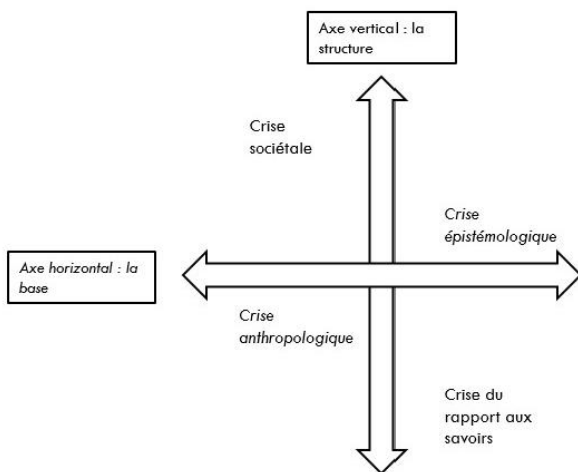 Axe vertical : la
structure
Crise
sociétale
Crise
épistémologique
Axe horizontal : la
base
Crise
anthropologique
Crise du
rapport aux
savoirs